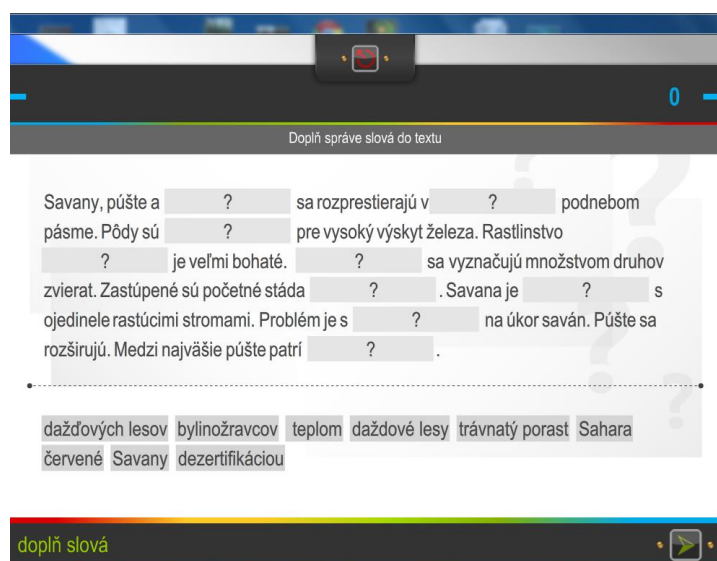 0
Doplň správe slová do textu
Savany, púšte a ? sa rozprestierajú v ? podnebom
pásme. Pôdy sú ? pre vysoký výskyt železa. Rastlinstvo
? je veľmi bohaté. ? sa vyznačujú množstvom druhov
zvierat. Zastúpené sú početné stáda ? . Savana je ? s
ojedinele rastúcimi stromami. Problém je s ? na úkor saván. Púšte sa
rozširujú. Medzi najväšie púšte patrí ? .
dažďových lesov bylinožravcov teplom daždové lesy trávnatý porast Sahara
červené Savany dezertifikáciou
doplň slová